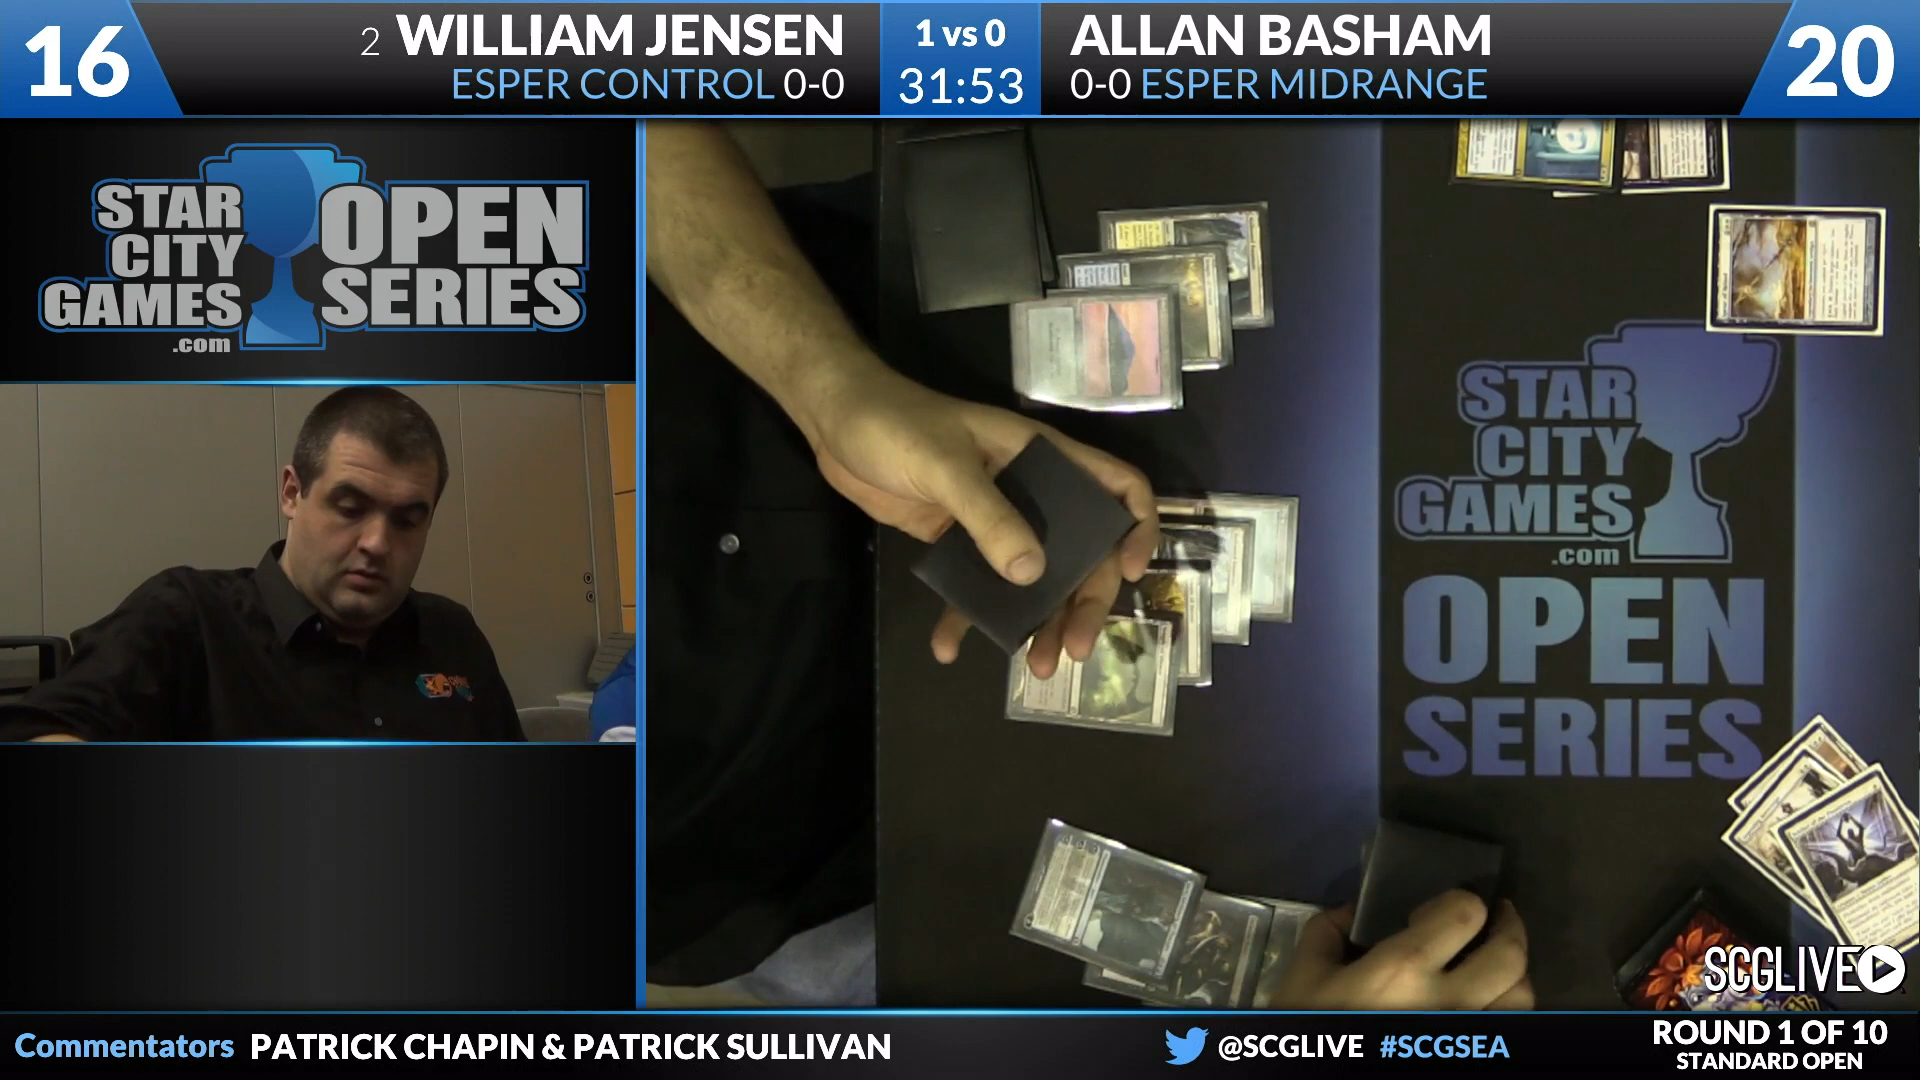 16
2 WILLIAM JENSEN
ESPER CONTROL 0-0
1 vs 0
31:53
ALLAN BASHAM
0-0 ESPER MIDRANGE
20
STAR CITY GAMES .com
OPEN SERIES
STAR
CITY
GAMES
.com
OPEN
SERIES
SCGLIVE
Commentators PATRICK CHAPIN & PATRICK SULLIVAN
@SCGLIVE #SCGSEA
ROUND 1 OF 10
STANDARD OPEN